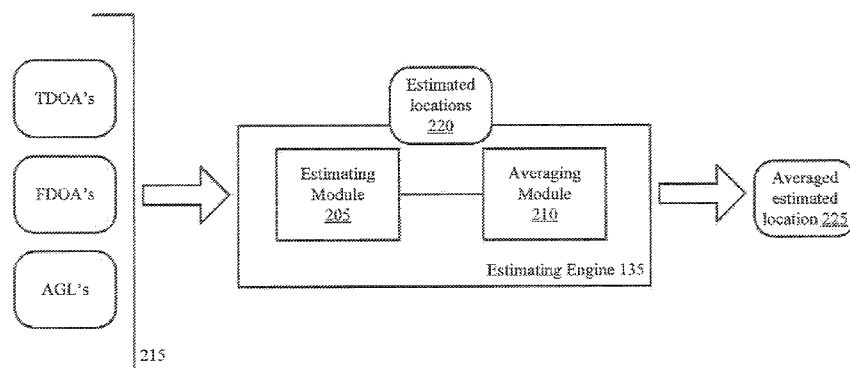 TDOA's
FDOA's
AGL's
215
Estimated
locations
220
Estimating
Module
205
Averaging
Module
210
Estimating Engine 135
Averaged
estimated
location 225